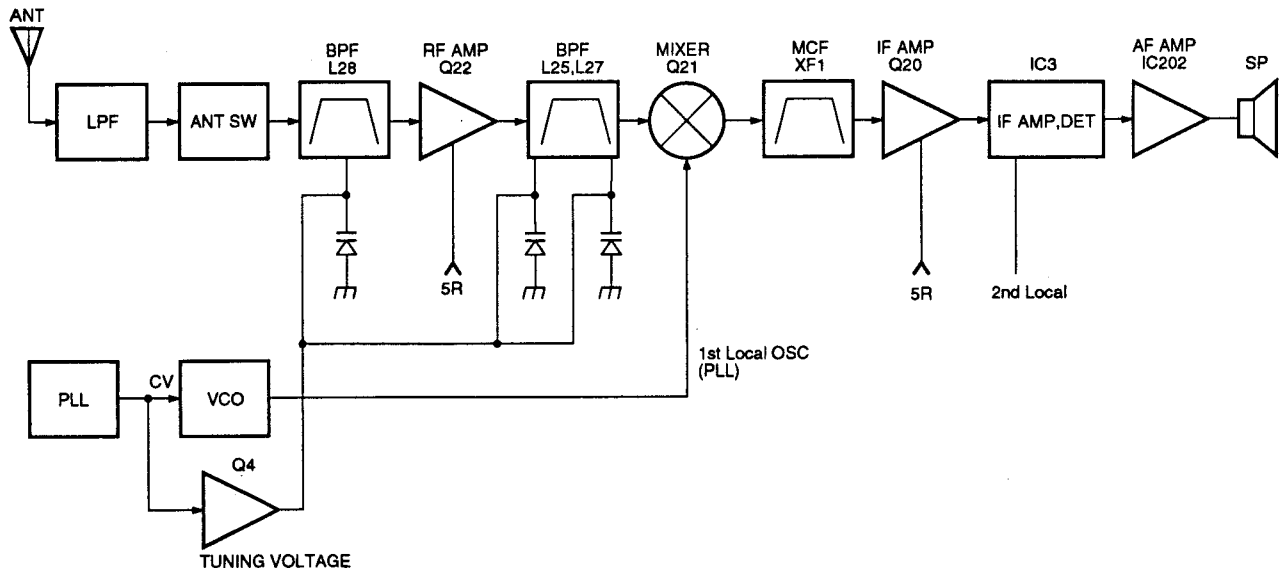 ANT
LPF
ANT SW
BPF
L28
RF AMP
Q22
BPF
L25,L27
MIXER
Q21
MCF
XF1
IF AMP
Q20
IC3
IF AMP,DET
AF AMP
IC202
SP
5R
5R
2nd Local
1st Local OSC
(PLL)
PLL
CV
VCO
Q4
TUNING VOLTAGE